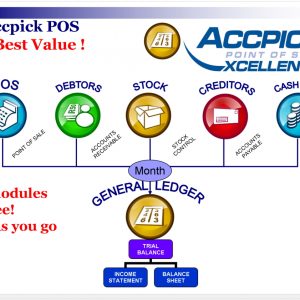 ccpick POS
Best Value !
ACCPICK
POINT OF S
XCELLEN
OS
DEBTORS
STOCK
CREDITORS
CASH
POINT OF SALE
ACCOUNTS
RECEIVABLE
STOCK
CONTROL
ACCOUNTS
PAYABLE
Month
GENERAL LEDGER
odules
ee!
s you go
TRIAL
BALANCE
INCOME
STATEMENT
BALANCE
SHEET